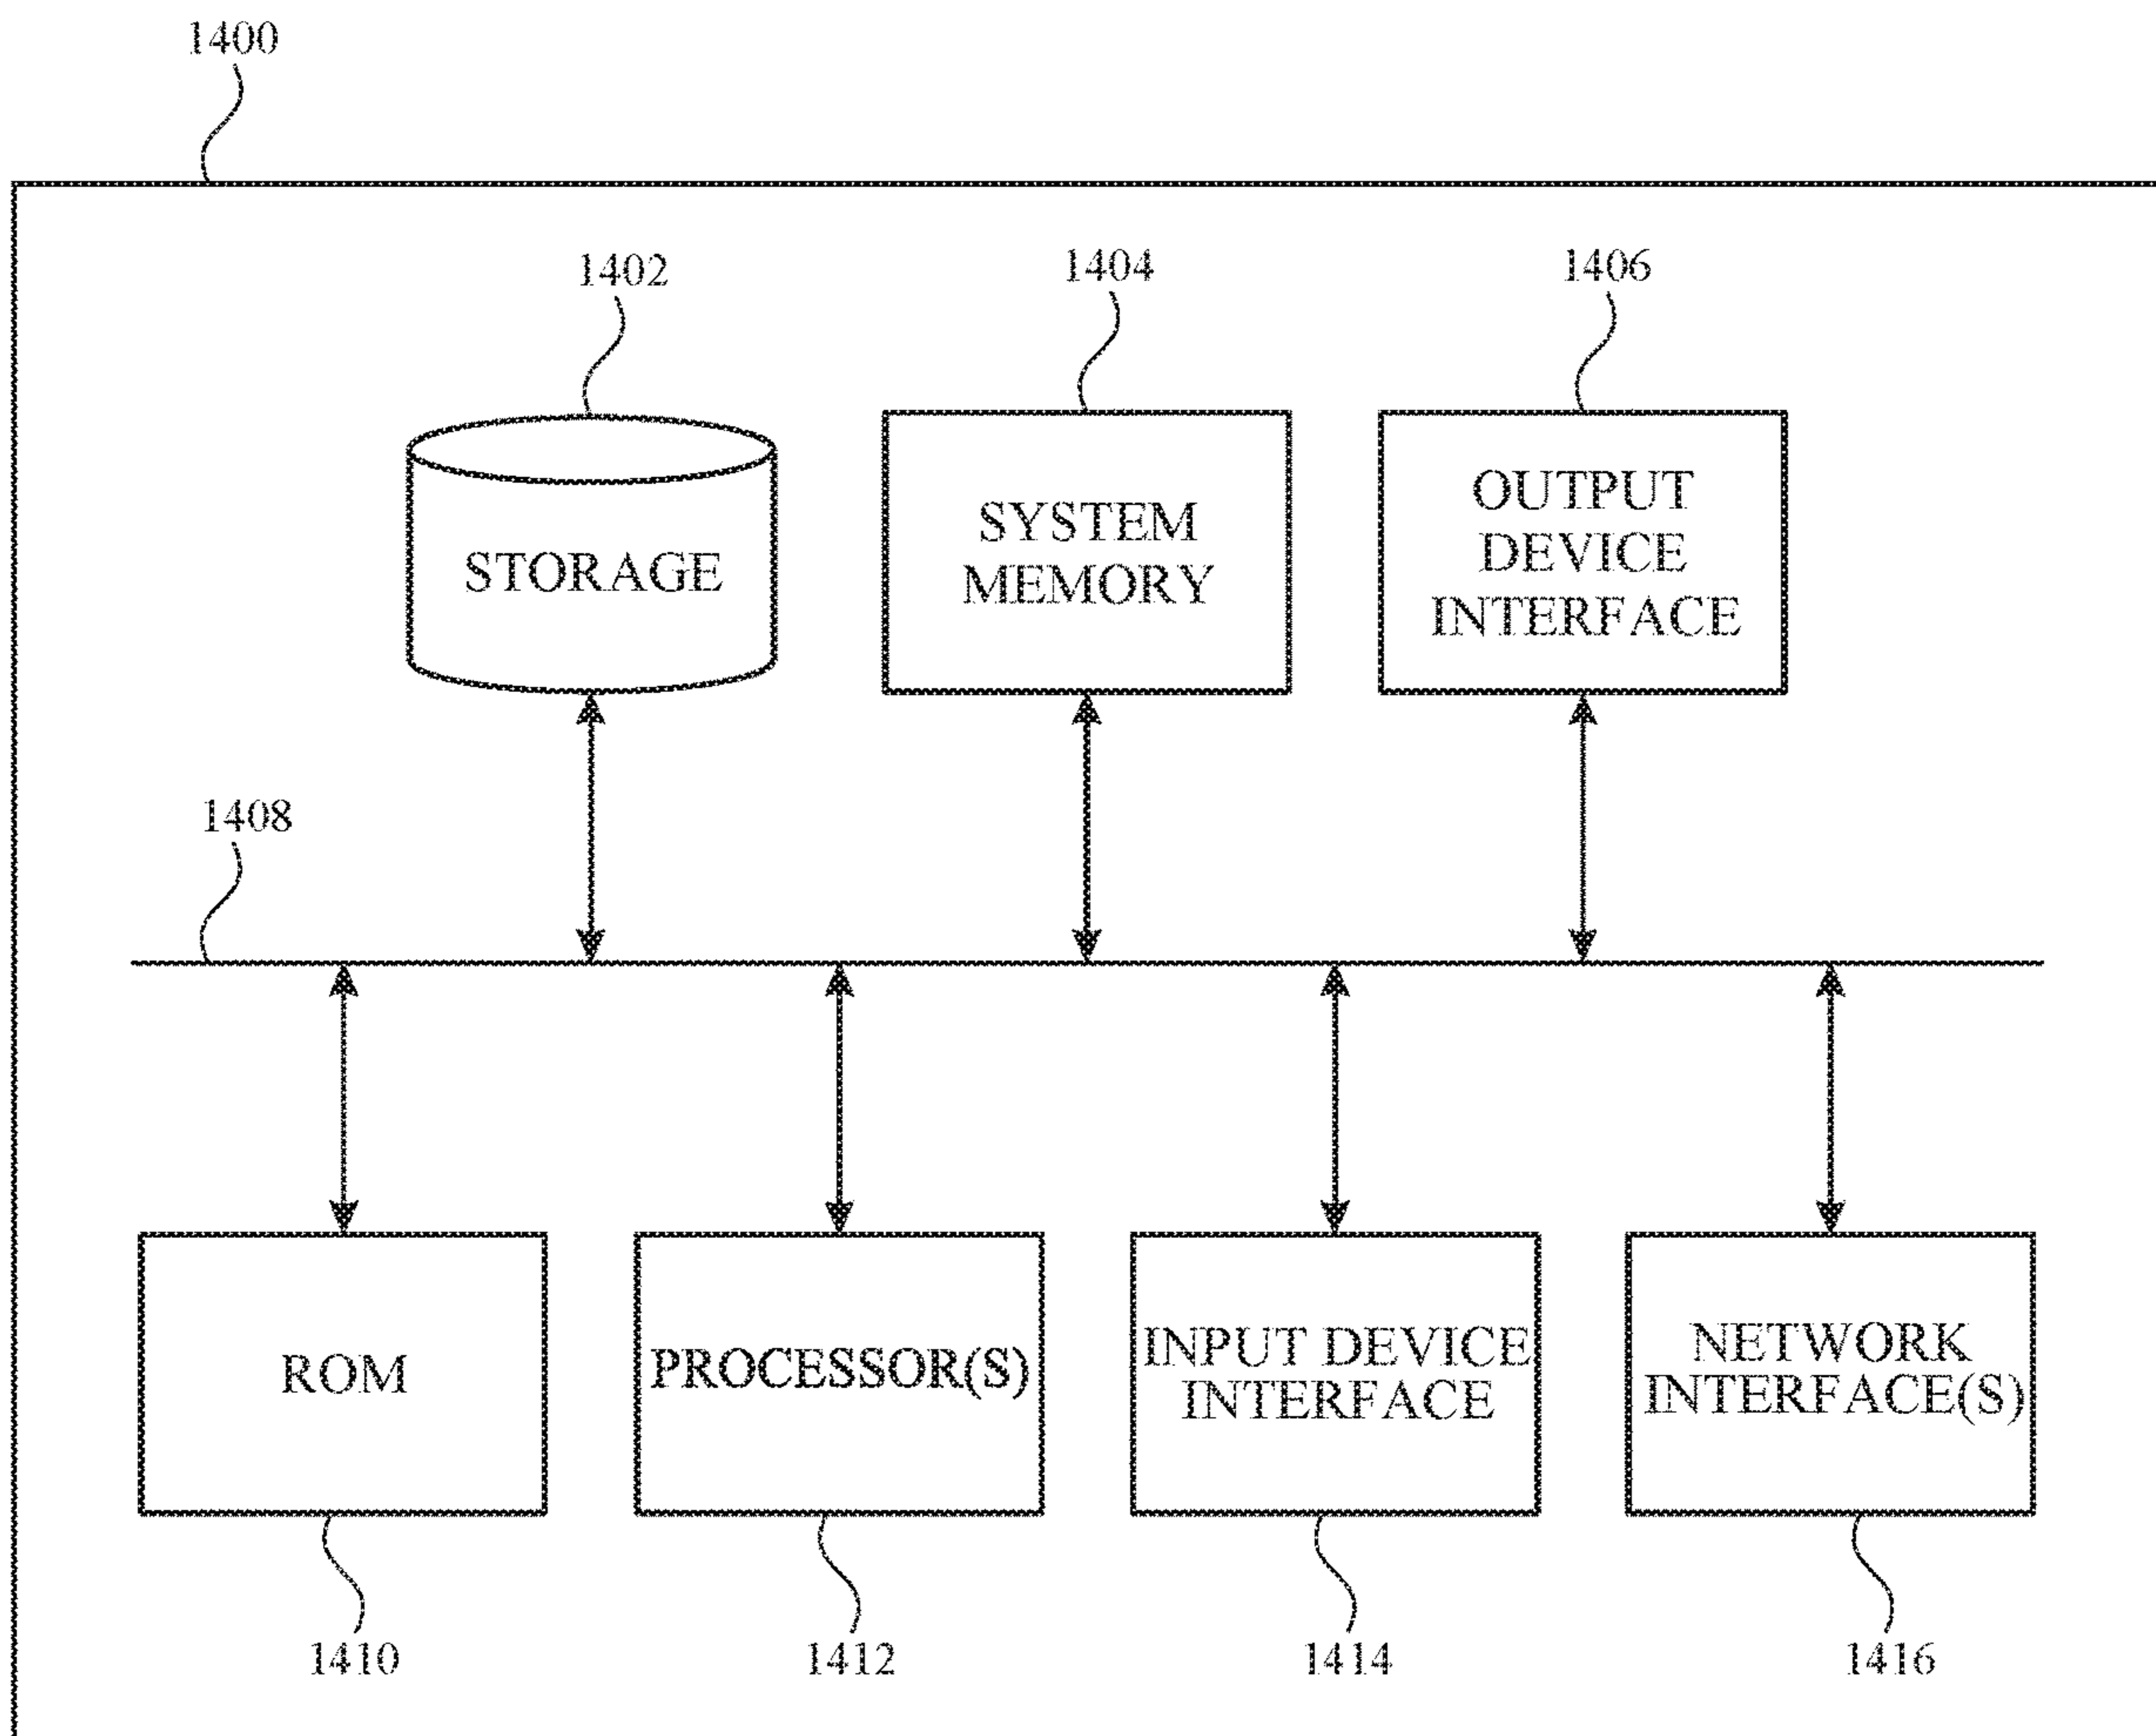 1400
1402
1404
1406
STORAGE
SYSTEM
MEMORY
OUTPUT
DEVICE
INTERFACE
1408
ROM
PROCESSOR(S)
INPUT DEVICE
INTERFACE
NETWORK
INTERFACE(S)
1410
1412
1414
1416